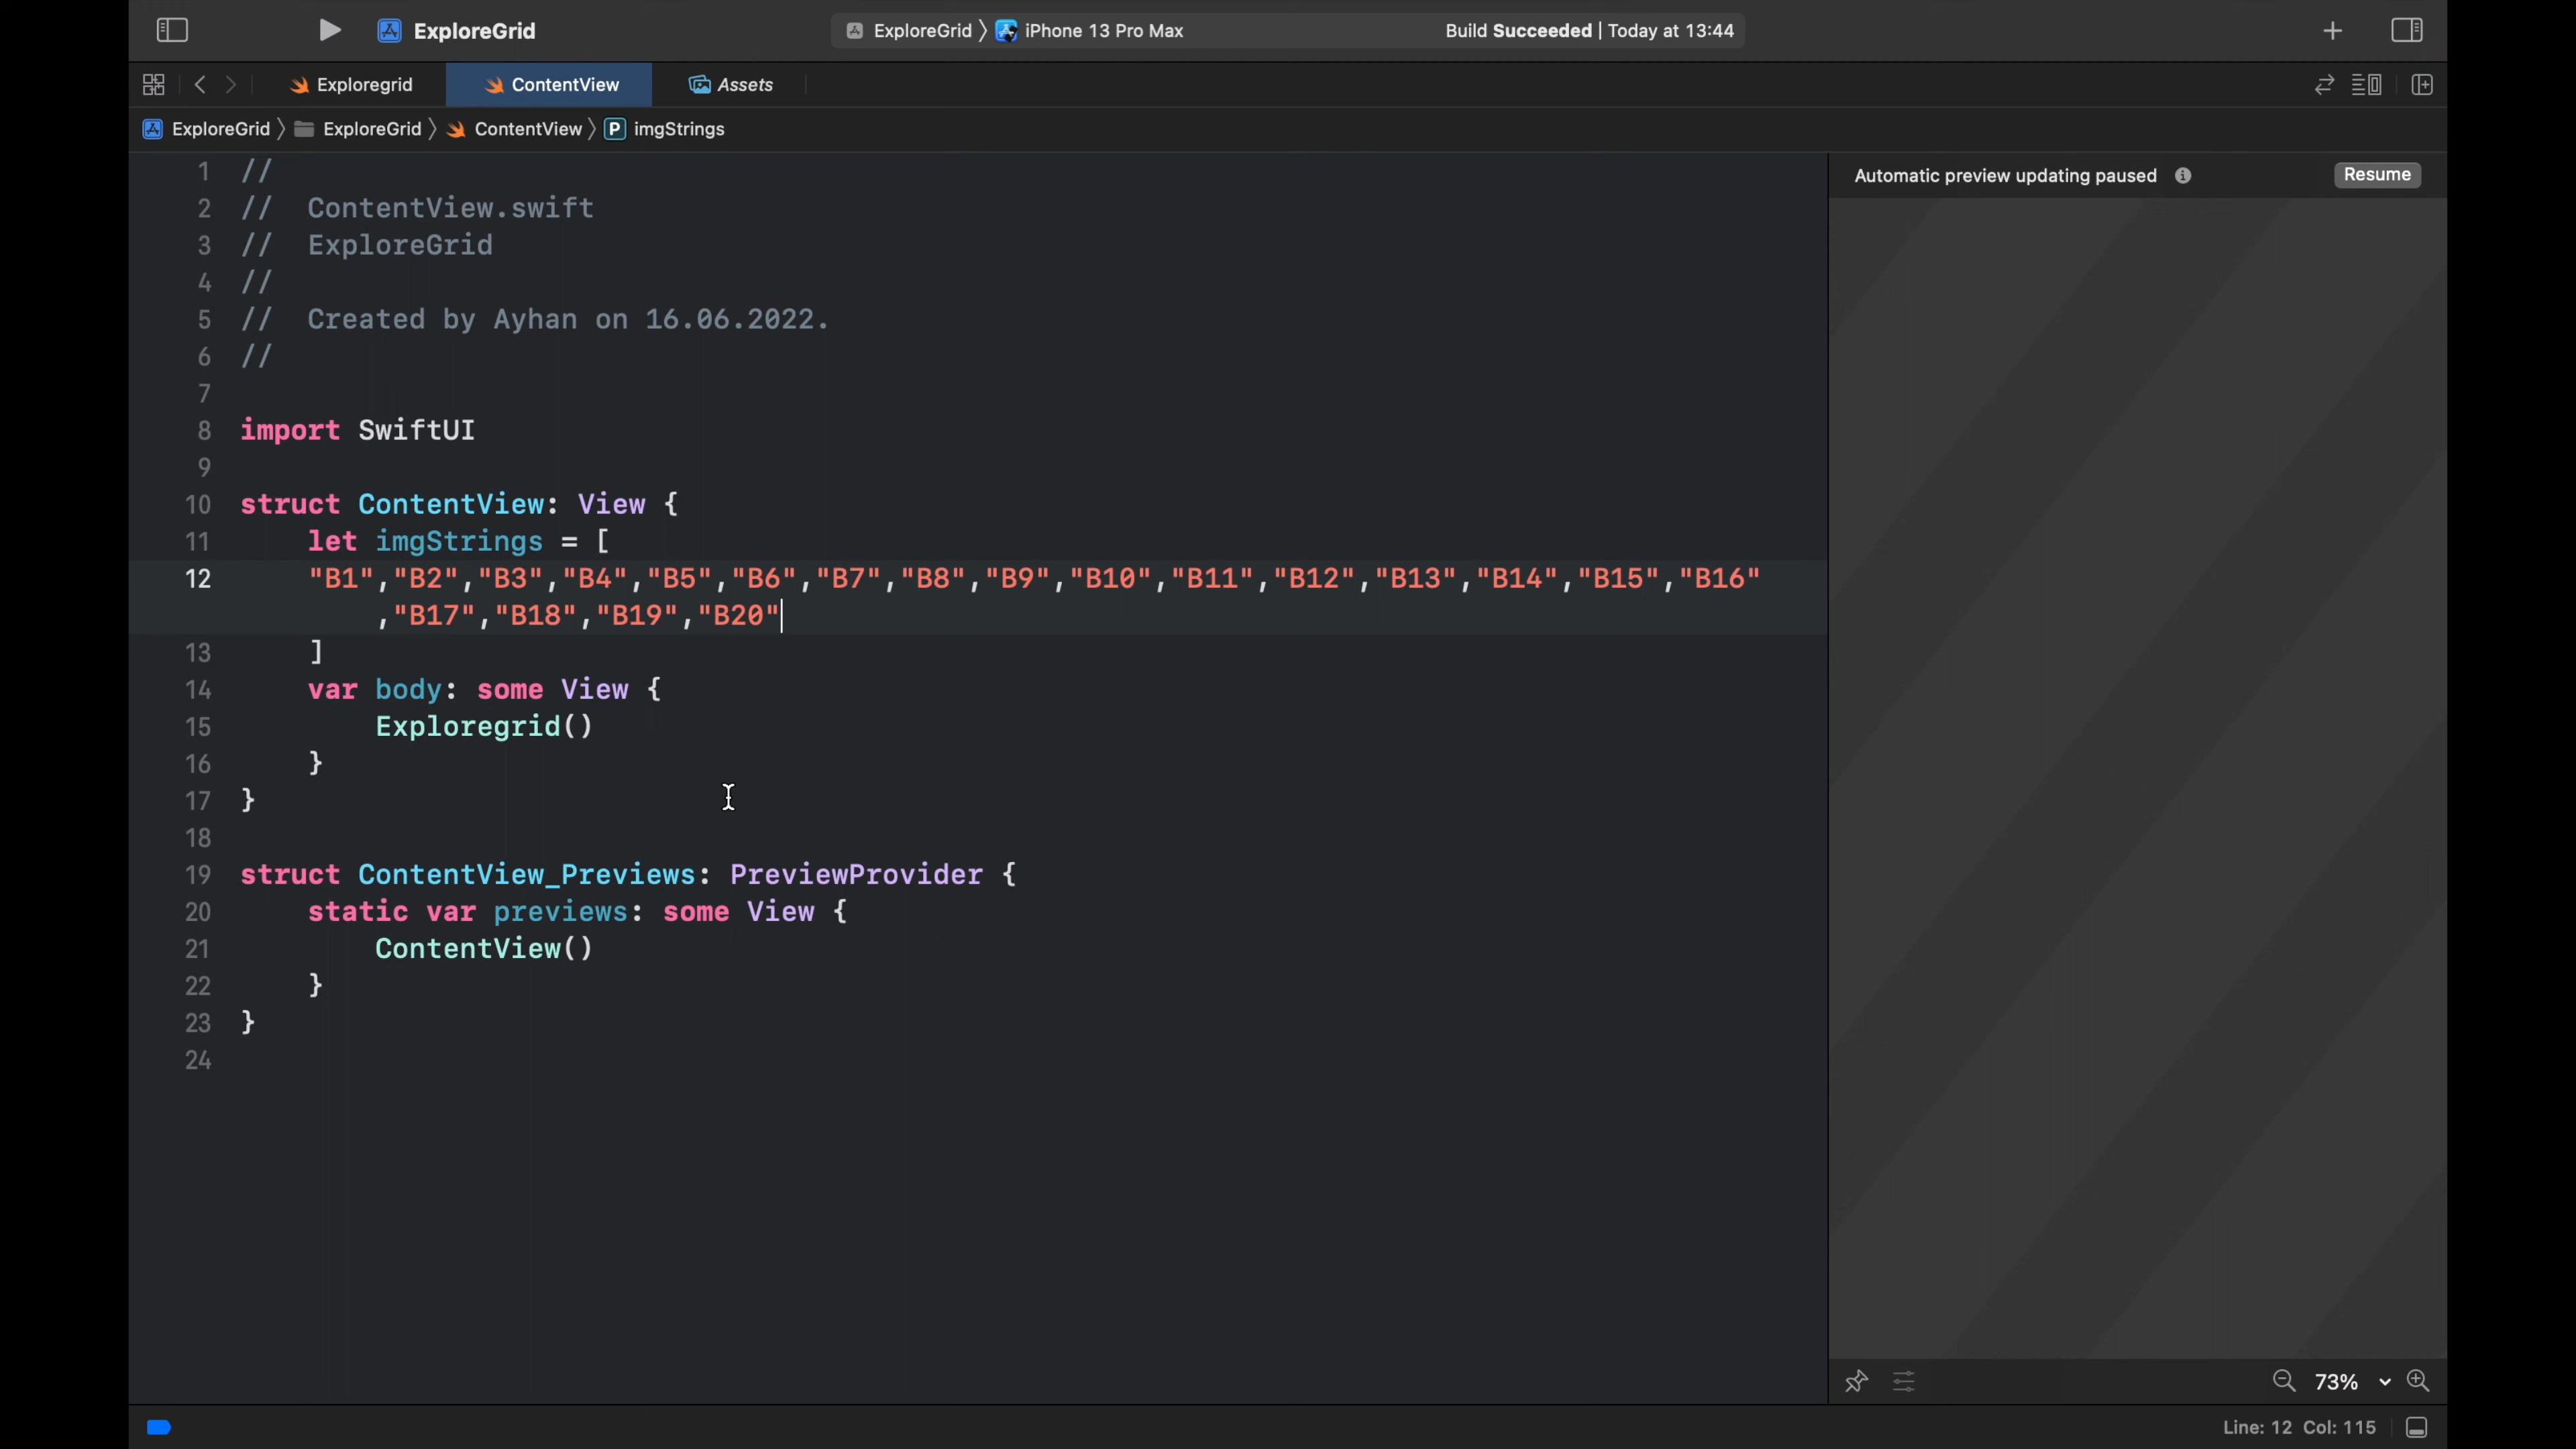 ExploreGrid
ExploreGrid 〉 iPhone 13 Pro Max
Build Succeeded | Today at 13:44
Exploregrid
ContentView
Assets
ExploreGrid 〉 ExploreGrid 〉 ContentView 〉 P imgStrings
1 //
2 //  ContentView.swift
3 //  ExploreGrid
4 //
5 //  Created by Ayhan on 16.06.2022.
6 //
7
8 import SwiftUI
9
10 struct ContentView: View {
11     let imgStrings = [
12     "B1","B2","B3","B4","B5","B6","B7","B8","B9","B10","B11","B12","B13","B14","B15","B16"
        ,"B17","B18","B19","B20"
13     ]
14     var body: some View {
15         Exploregrid()
16     }
17 }
18
19 struct ContentView_Previews: PreviewProvider {
20     static var previews: some View {
21         ContentView()
22     }
23 }
24
Automatic preview updating paused
Resume
73%
Line: 12 Col: 115